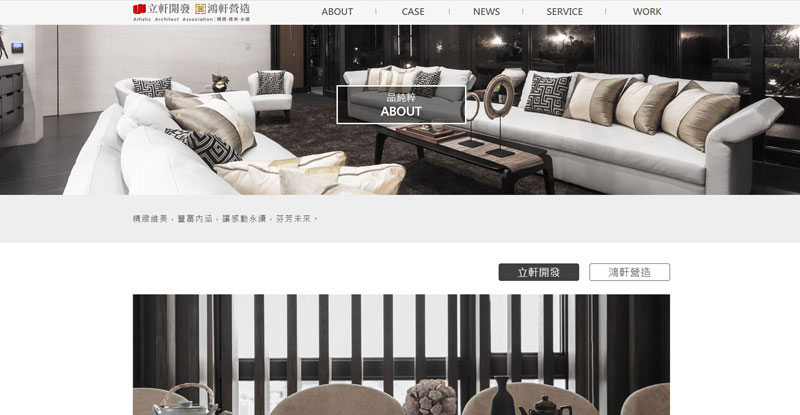 立軒開發 鴻軒營造
Artistic Architect Association│精緻·維美·永續
ABOUT
CASE
NEWS
SERVICE
WORK
品純粹
ABOUT
精緻維美，豐富內涵，讓感動永續，芬芳未來。
立軒開發
鴻軒營造